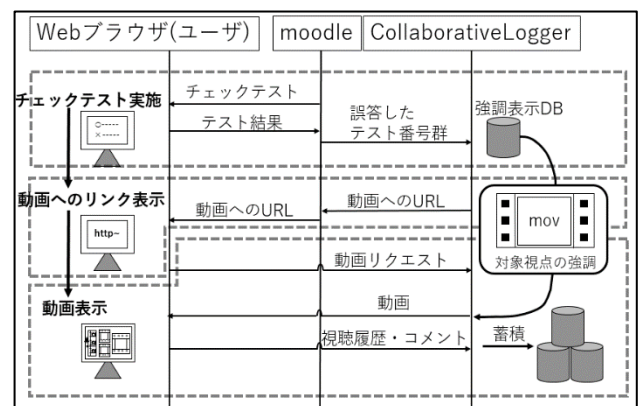 Webブラウザ(ユーザ)
moodle
CollaborativeLogger
チェックテスト実施
チェックテスト
テスト結果
誤答した
テスト番号群
強調表示DB
動画へのリンク表示
http~
動画へのURL
動画へのURL
mov
対象視点の強調
動画リクエスト
動画表示
動画
視聴履歴・コメント
蓄積